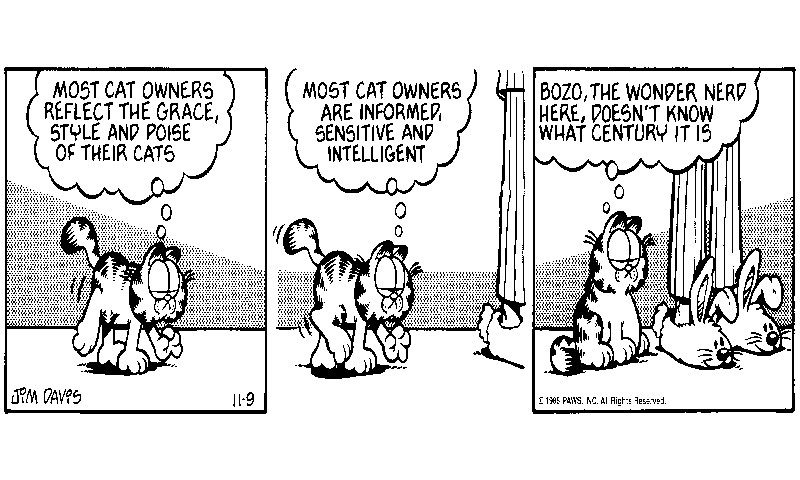 MOST CAT OWNERS
REFLECT THE GRACE,
STYLE AND POISE
OF THEIR CATS
JIM DAVIS
11-9
MOST CAT OWNERS
ARE INFORMED,
SENSITIVE AND
INTELLIGENT
BOZO, THE WONDER NERD
HERE, DOESN'T KNOW
WHAT CENTURY IT IS
© 1995 PAWS, INC. All Rights Reserved.